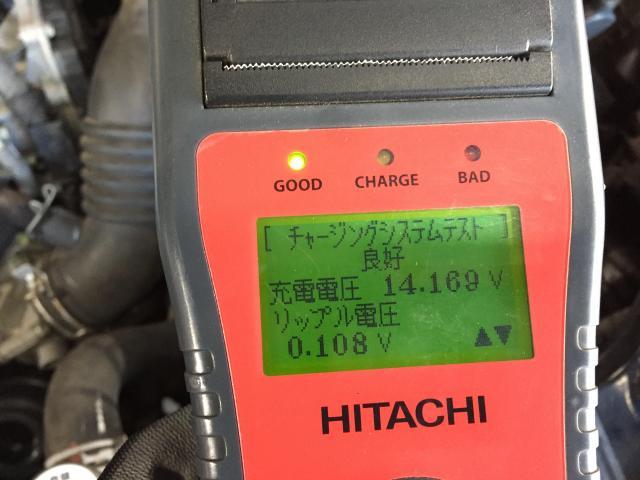 GOOD CHARGE BAD
[ チャージングシステムテスト ]
良好
充電電圧 14.169 V
リップル電圧
0.108 V ▲▼
HITACHI